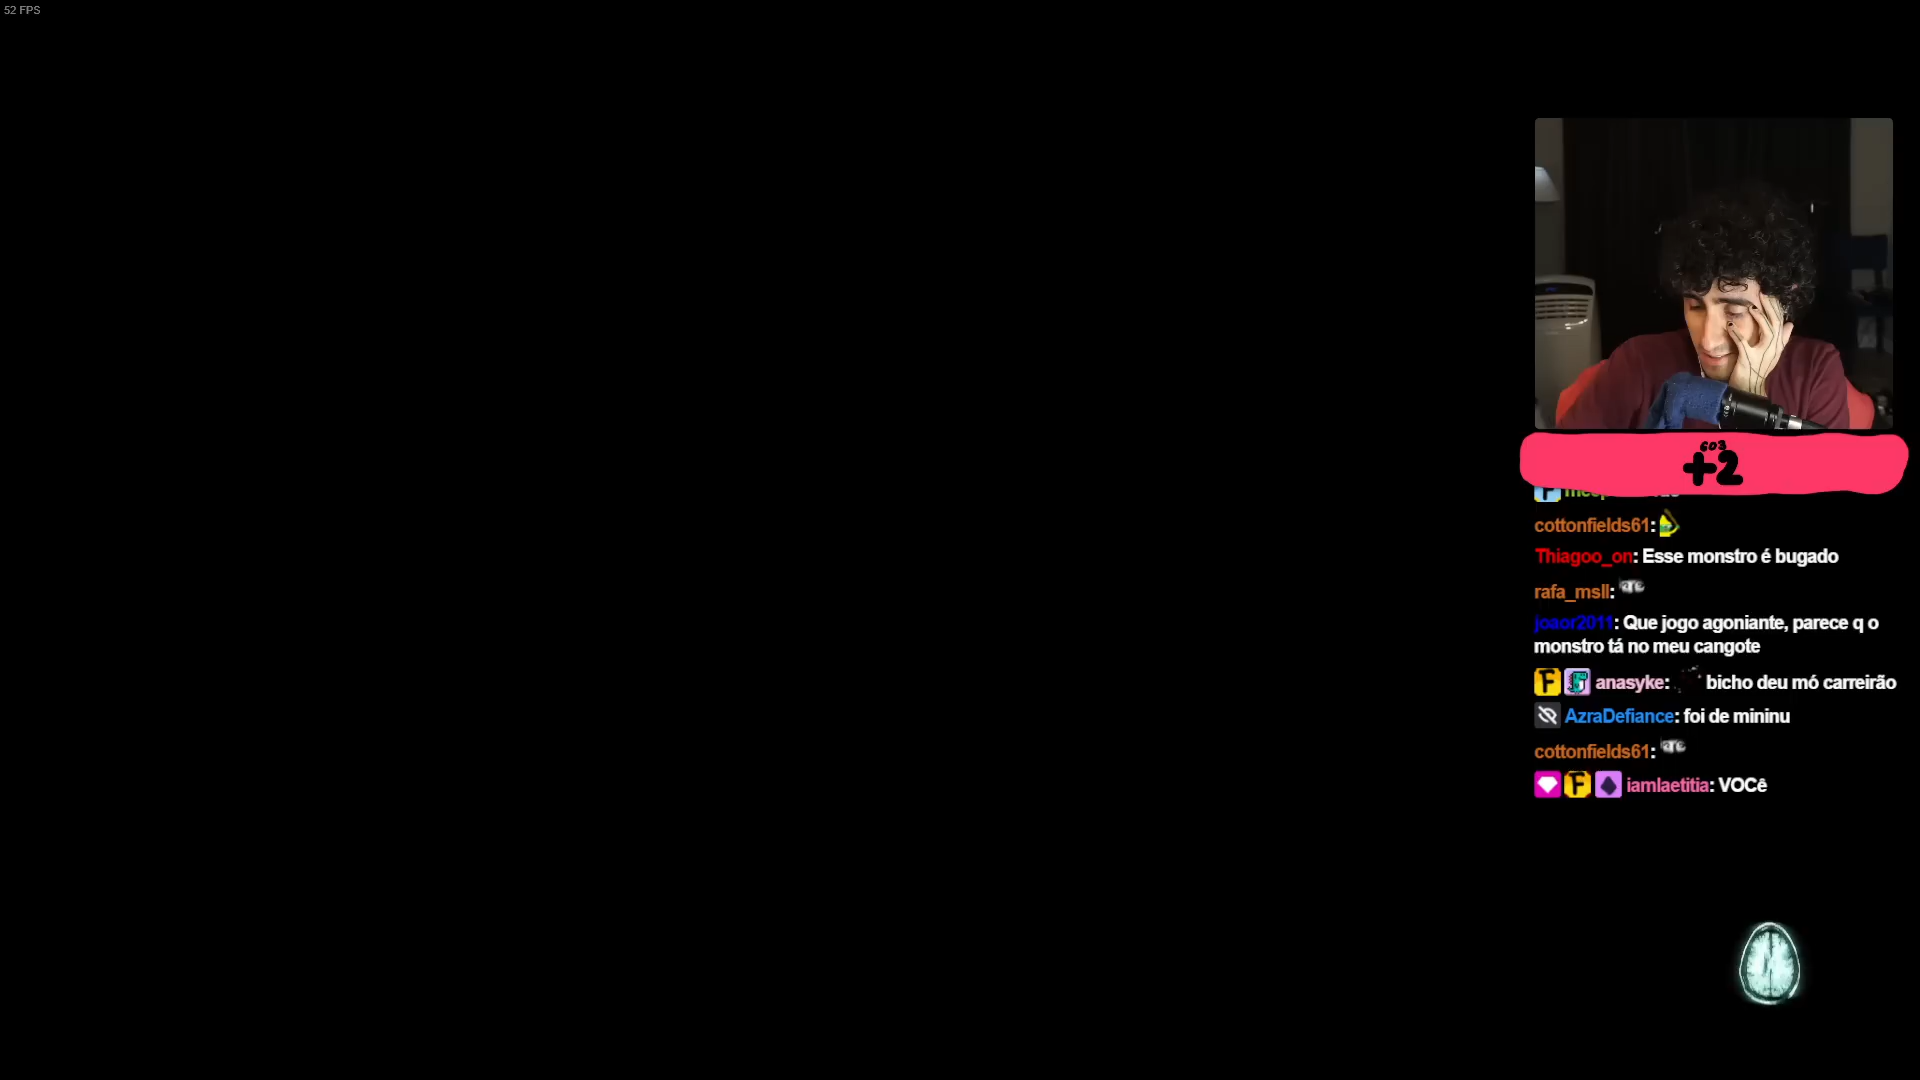 52 FPS
603
+2
cottonfields61:
Thiagoo_on: Esse monstro é bugado
rafa_msll:
joaor2011: Que jogo agoniante, parece q o
monstro tá no meu cangote
F anasyke: bicho deu mó carreirão
AzraDefiance: foi de mininu
cottonfields61:
F iamlaetitia: VOCê